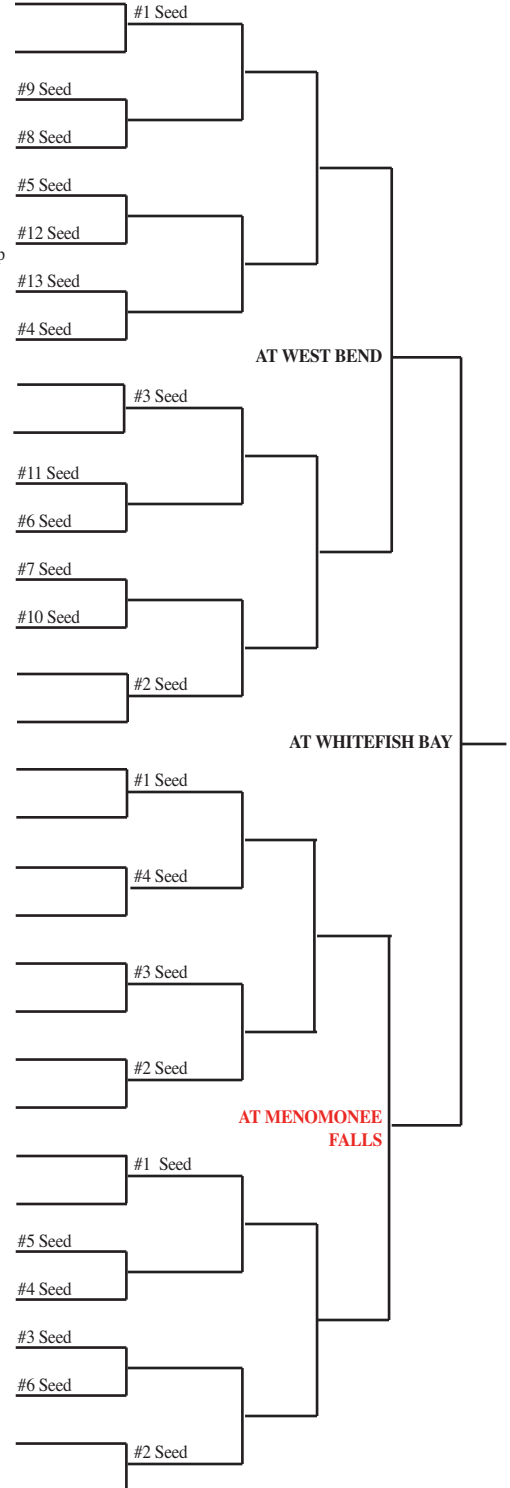 #1 Seed
#9 Seed
#8 Seed
#5 Seed
#12 Seed
p
#13 Seed
#4 Seed
AT WEST BEND
#3 Seed
#11 Seed
#6 Seed
#7 Seed
#10 Seed
#2 Seed
AT WHITEFISH BAY
#1 Seed
#4 Seed
#3 Seed
#2 Seed
AT MENOMONEE
FALLS
#1 Seed
#5 Seed
#4 Seed
#3 Seed
#6 Seed
#2 Seed